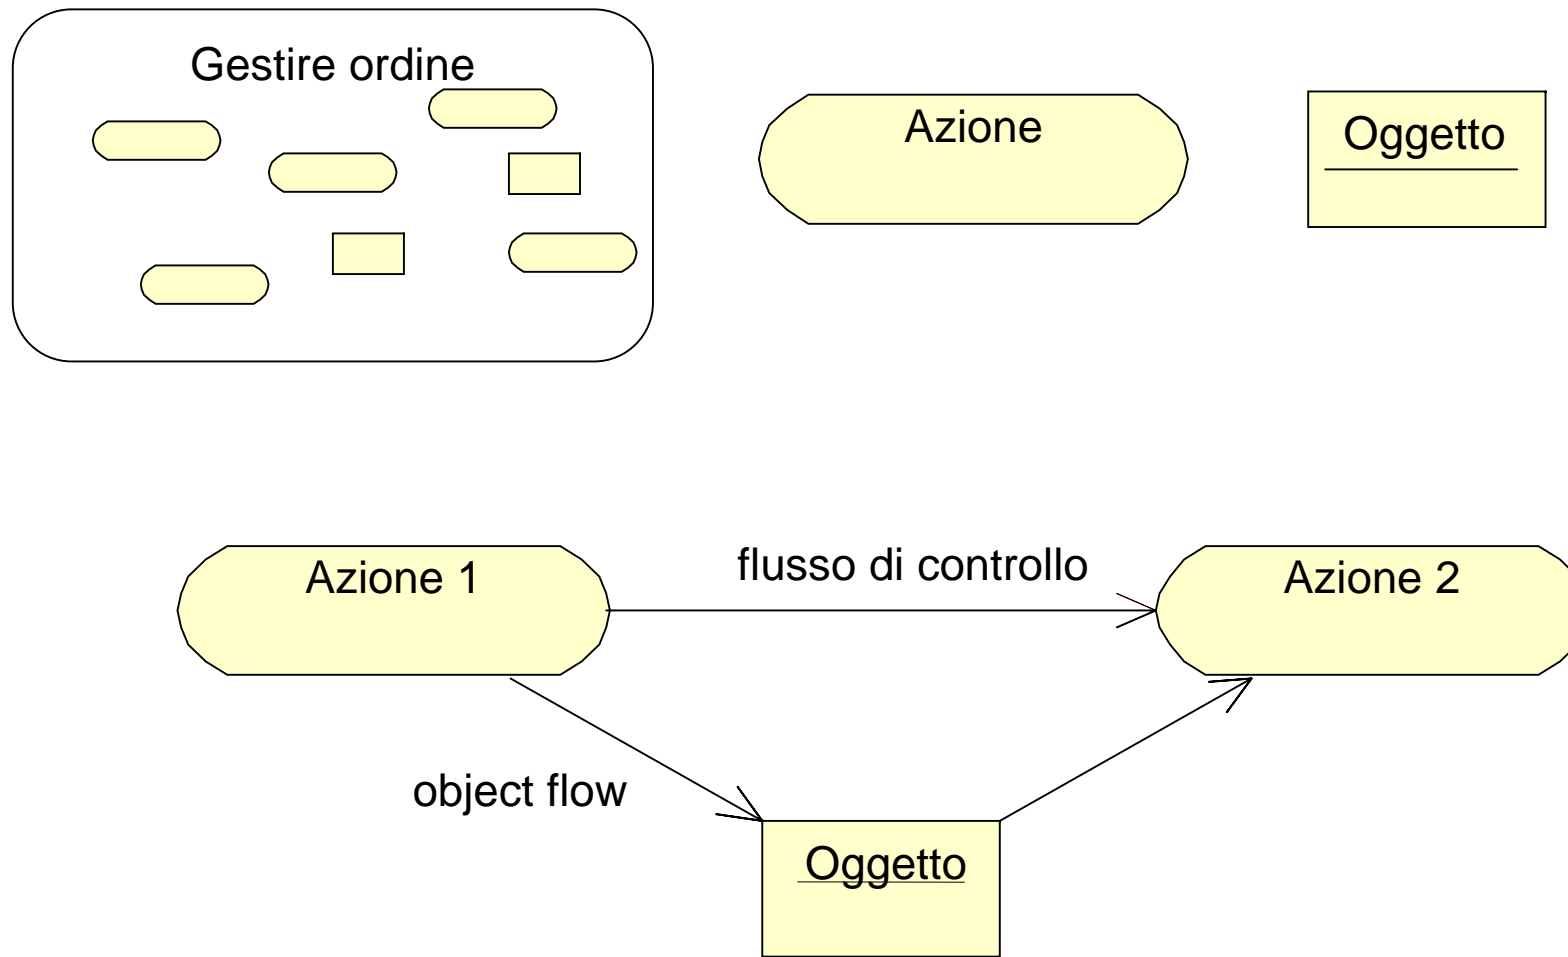 Gestire ordine
Azione
Oggetto
Azione 1
flusso di controllo
Azione 2
object flow
Oggetto